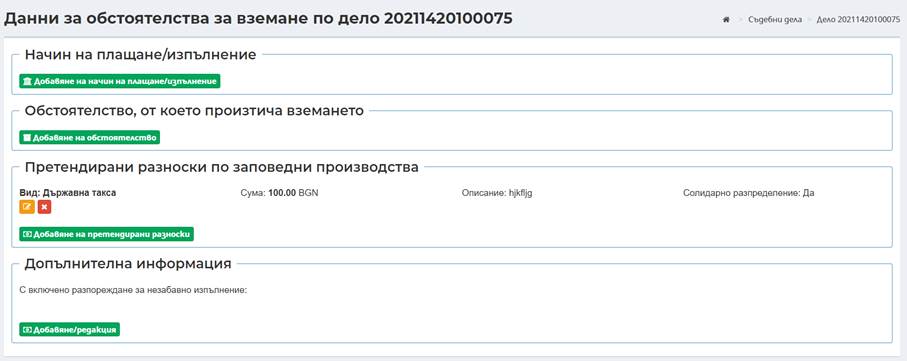 Данни за обстоятелства за вземане по дело 20211420100075
Съдебни дела > Дело 20211420100075
Начин на плащане/изпълнение
Добавяне на начин на плащане/изпълнение
Обстоятелство, от което произтича вземането
Добавяне на обстоятелство
Претендирани разноски по заповедни производства
Вид: Държавна такса Сума: 100.00 BGN Описание: hjkfljg Солидарно разпределение: Да
Добавяне на претендирани разноски
Допълнителна информация
С включено разпореждане за незабавно изпълнение:
Добавяне/редакция